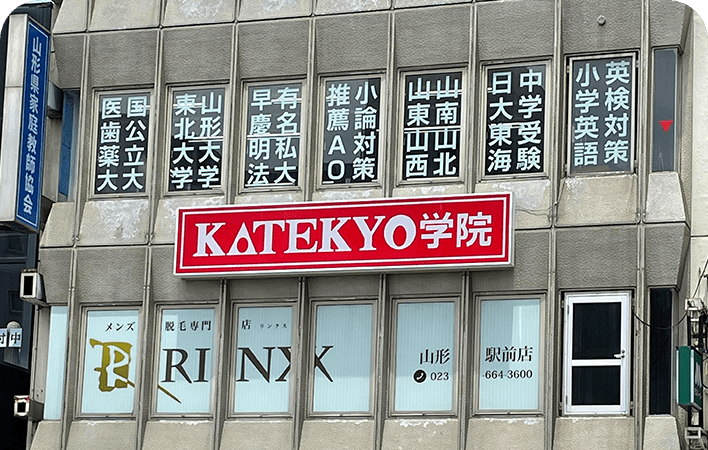 山形県家庭教師協会
国公立大
医歯薬大
山形大学
東北大学
有名私大
早慶明法
小論対策
推薦AO
山南山北
山東山西
中学受験
日大東海
英検対策
小学英語
KATEKYO学院
メンズ 脱毛専門 店 リンクス
RINX
山形 駅前店
023-664-3600
付中